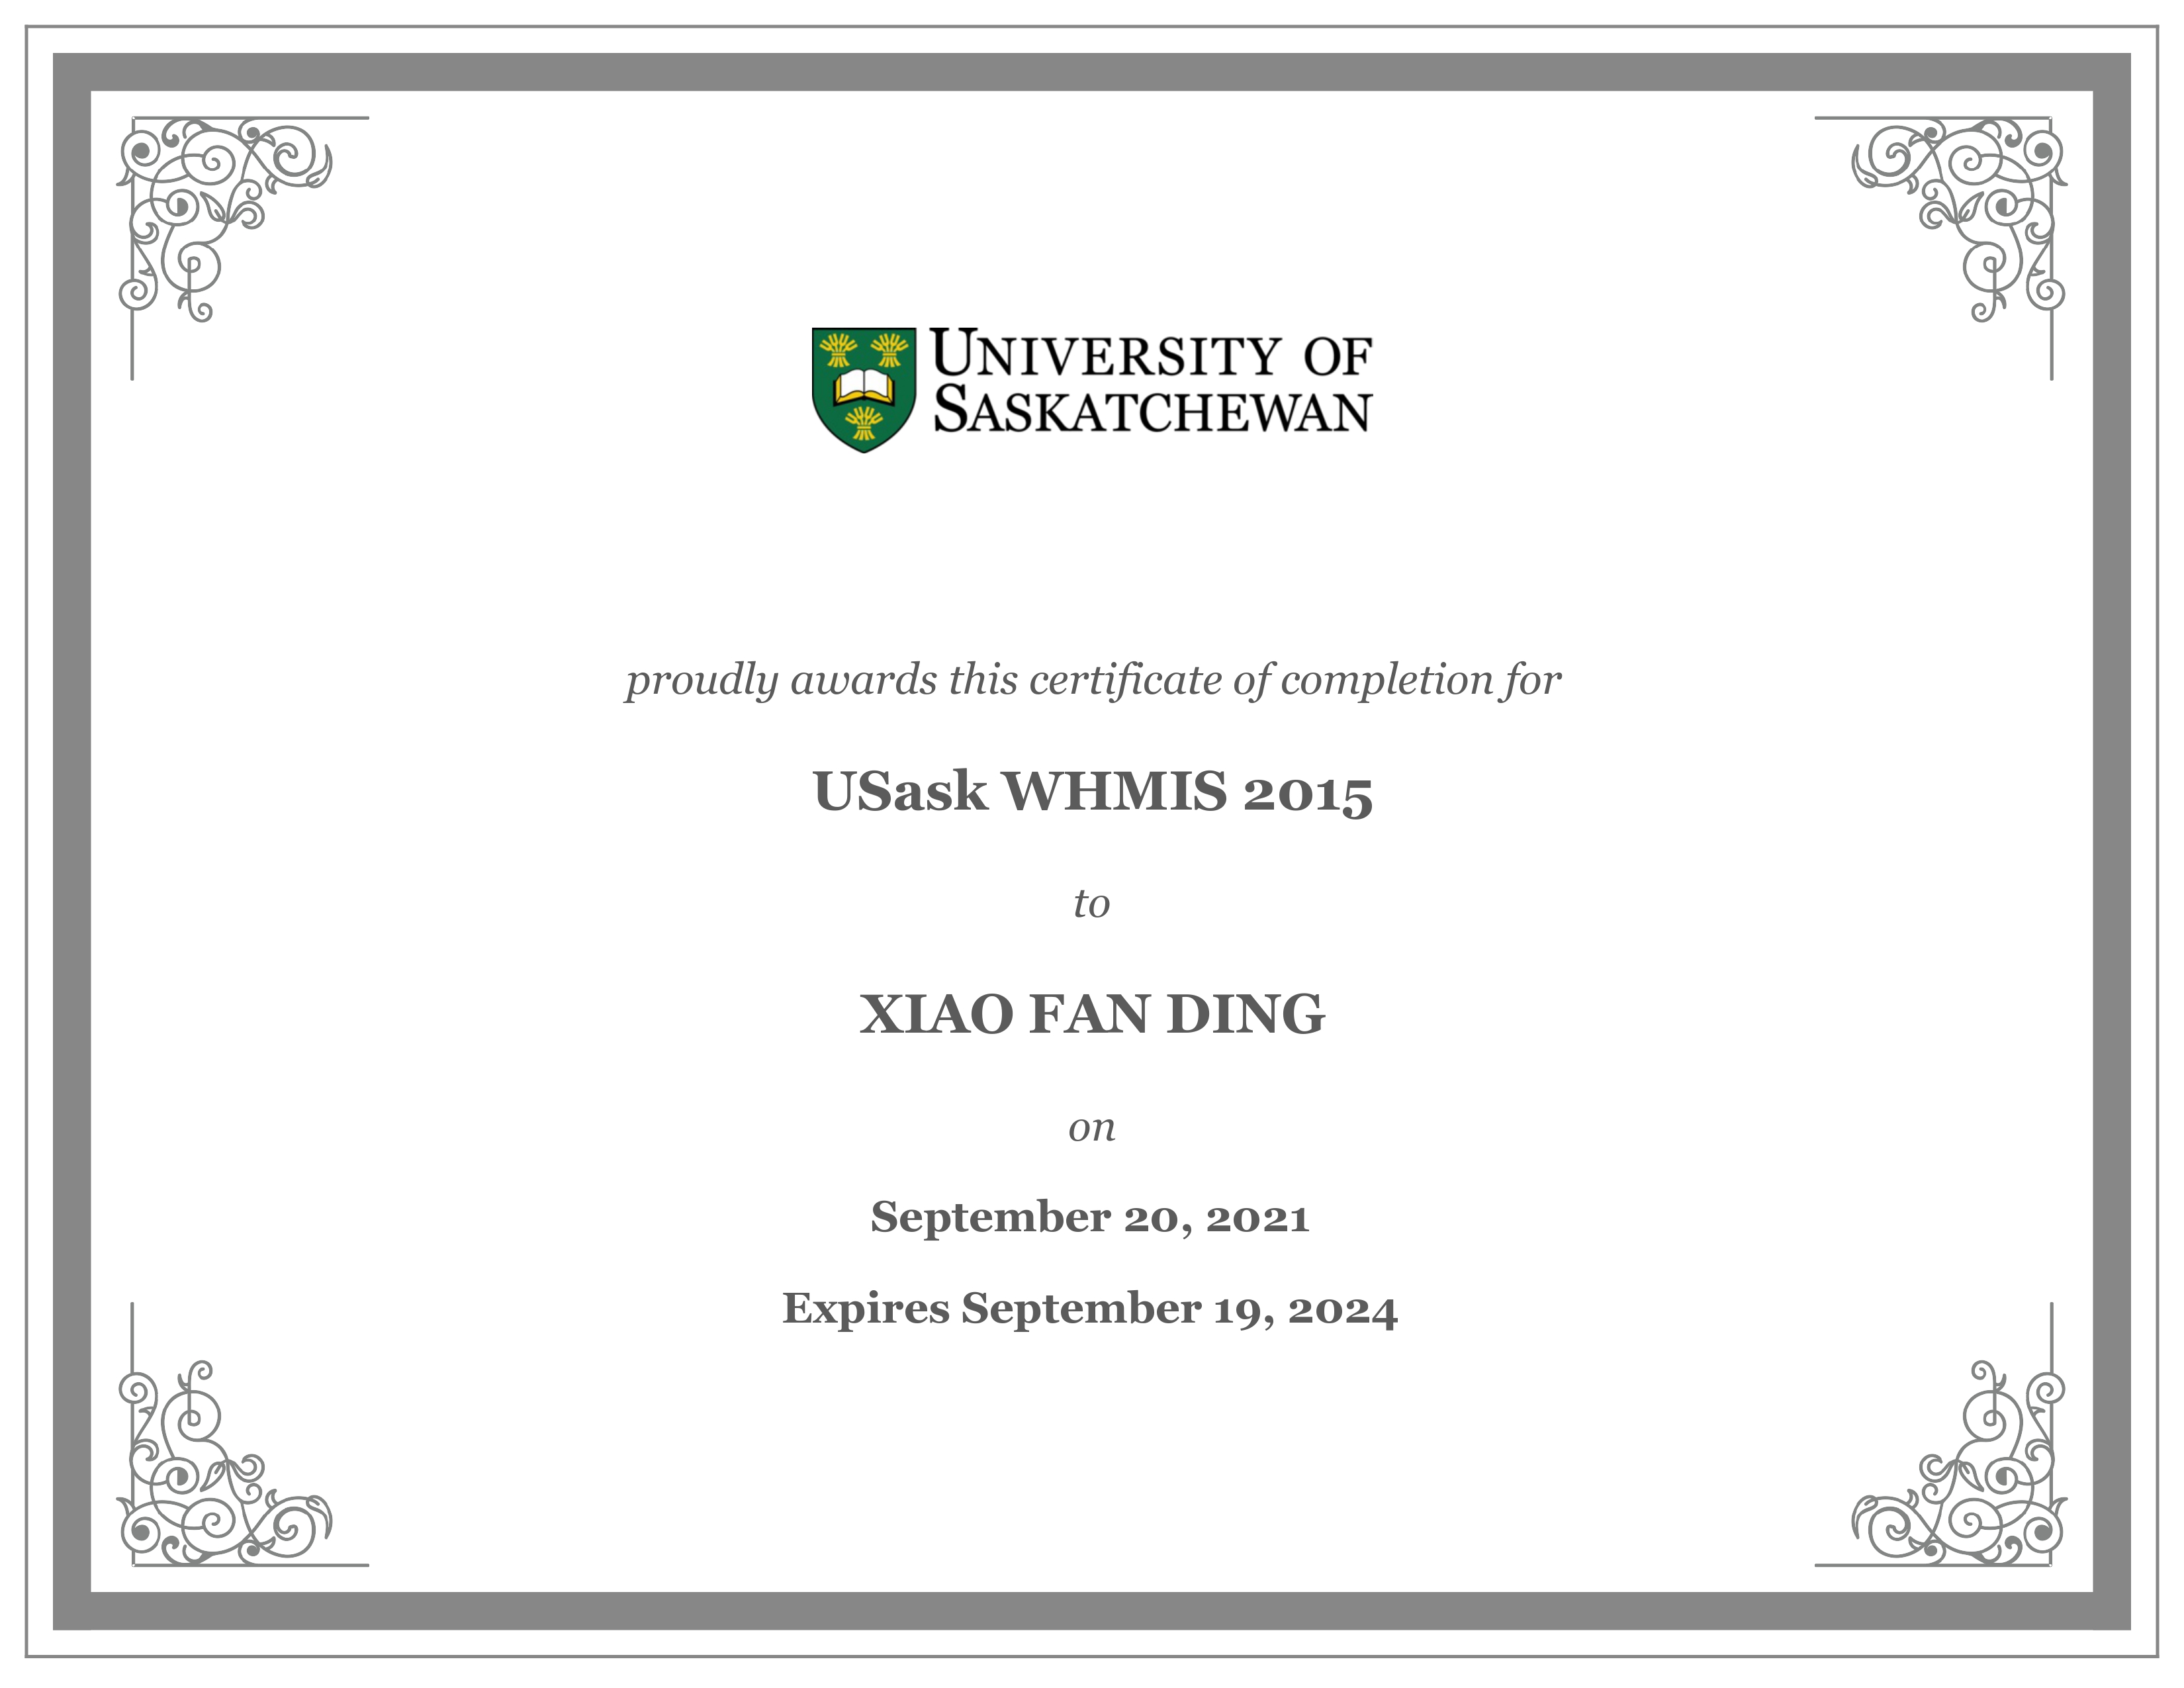 UNIVERSITY OF
SASKATCHEWAN
proudly awards this certificate of completion for
USask WHMIS 2015
to
XIAO FAN DING
on
September 20, 2021
Expires September 19, 2024